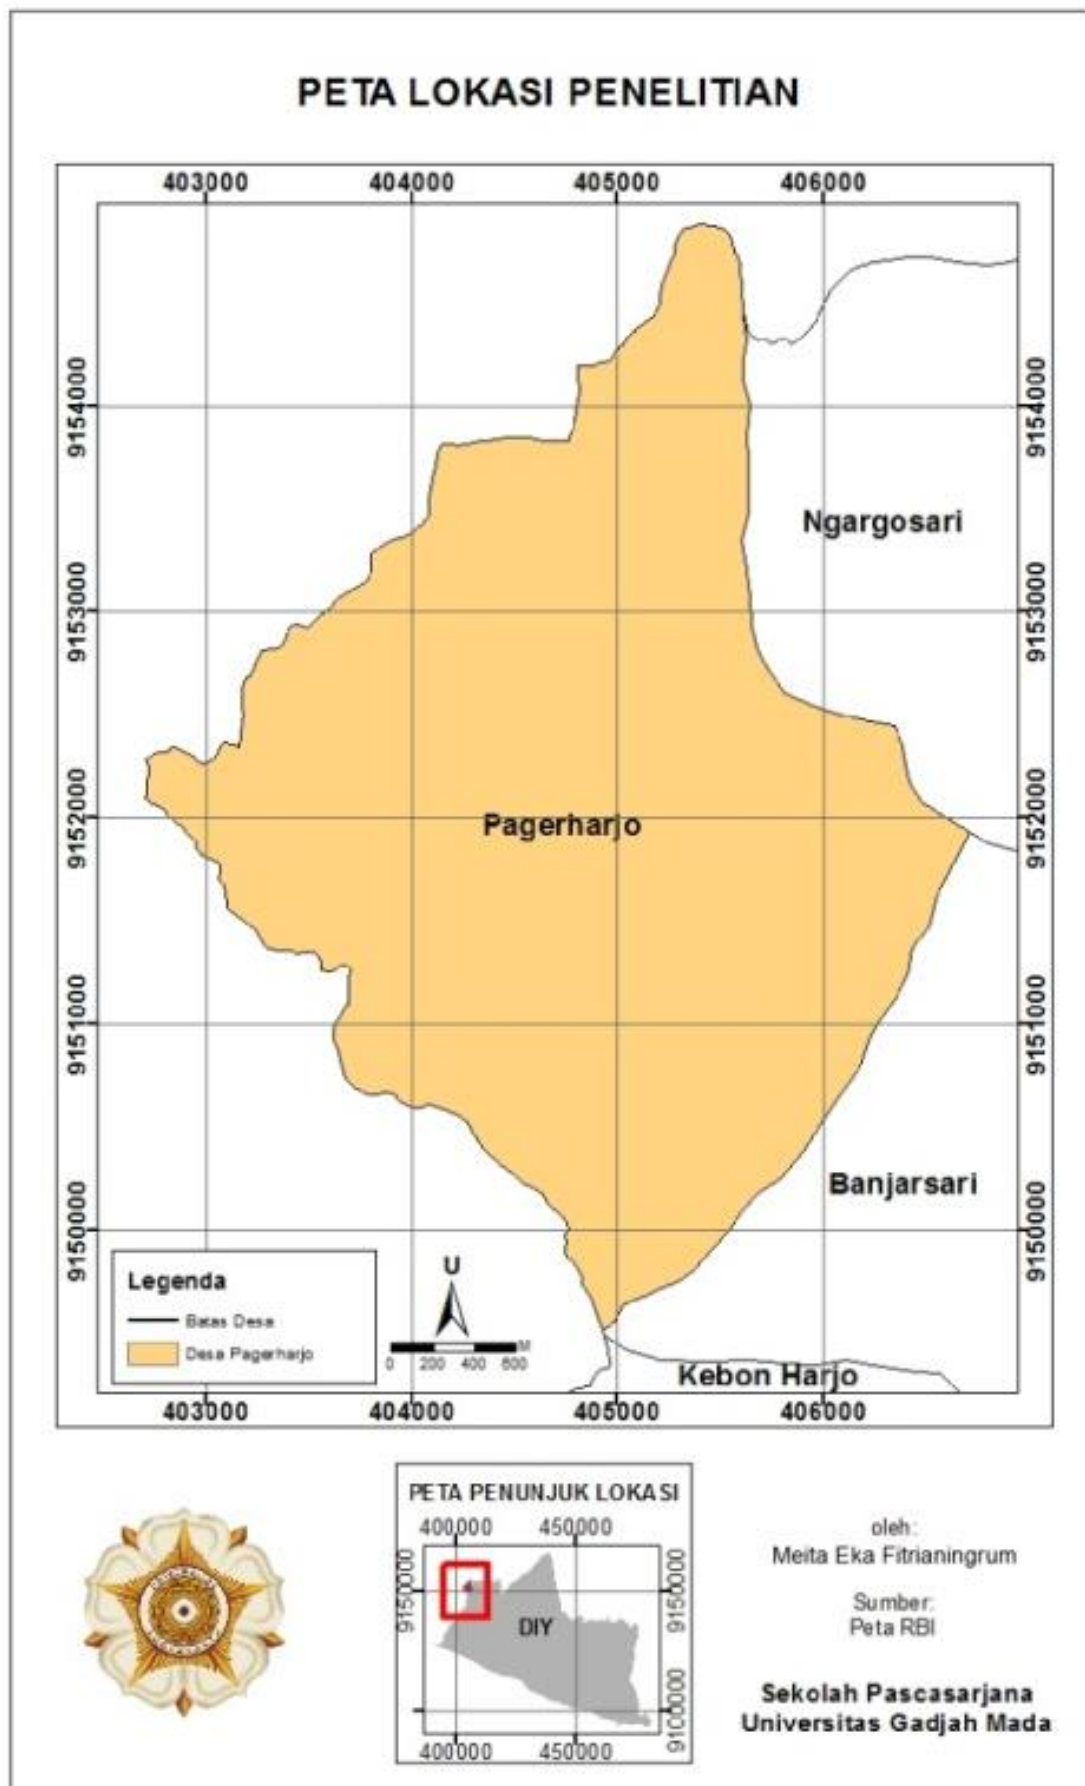 PETA LOKASI PENELITIAN
403000 404000 405000 406000
9154000 9154000
Ngargosari
9153000 9153000
9152000 Pagerharjo 9152000
9151000 9151000
Banjarsari
9150000 9150000
Legenda
Batas Desa
Desa Pagerharjo
U
M
0 200 400 600
Kebon Harjo
403000 404000 405000 406000
PETA PENUNJUK LOKASI
400000 450000
9150000 9150000
DIY
9100000
400000 450000
oleh:
Meita Eka Fitrianingrum
Sumber:
Peta RBI
Sekolah Pascasarjana
Universitas Gadjah Mada